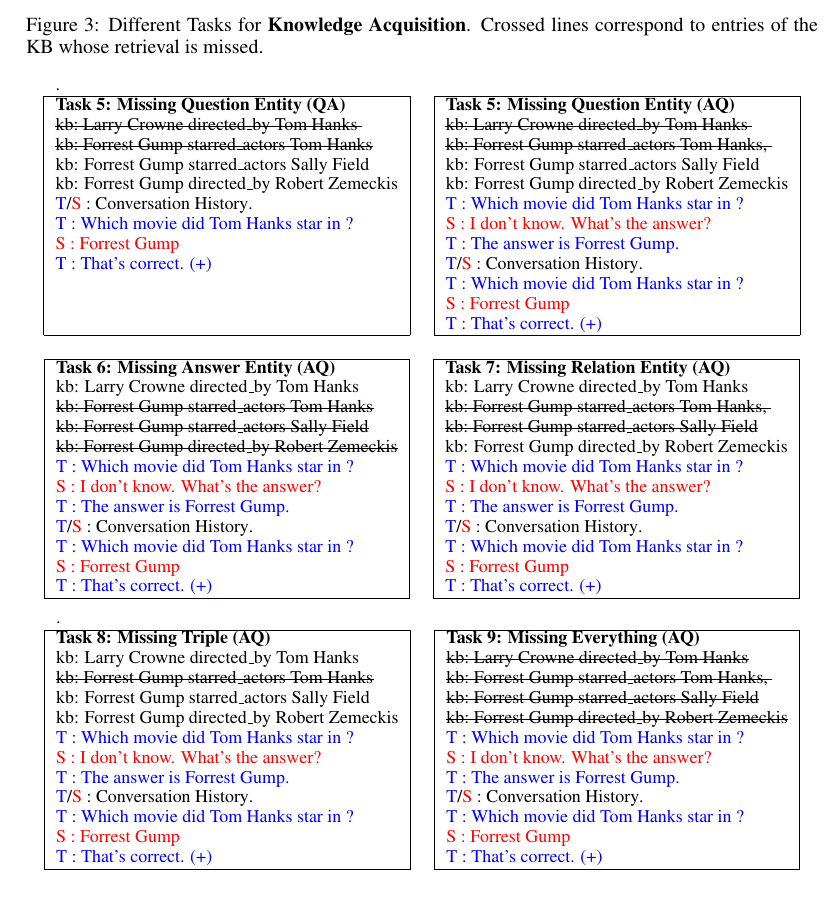 Figure 3: Different Tasks for Knowledge Acquisition. Crossed lines correspond to entries of the
KB whose retrieval is missed.
.
Task 5: Missing Question Entity (QA)
kb: Larry Crowne directed_by Tom Hanks
kb: Forrest Gump starred_actors Tom Hanks
kb: Forrest Gump starred_actors Sally Field
kb: Forrest Gump directed_by Robert Zemeckis
T/S : Conversation History.
T : Which movie did Tom Hanks star in ?
S : Forrest Gump
T : That's correct. (+)
Task 5: Missing Question Entity (AQ)
kb: Larry Crowne directed_by Tom Hanks
kb: Forrest Gump starred_actors Tom Hanks,
kb: Forrest Gump starred_actors Sally Field
kb: Forrest Gump directed_by Robert Zemeckis
T : Which movie did Tom Hanks star in ?
S : I don't know. What's the answer?
T : The answer is Forrest Gump.
T/S : Conversation History.
T : Which movie did Tom Hanks star in ?
S : Forrest Gump
T : That's correct. (+)
Task 6: Missing Answer Entity (AQ)
kb: Larry Crowne directed_by Tom Hanks
kb: Forrest Gump starred_actors Tom Hanks
kb: Forrest Gump starred_actors Sally Field
kb: Forrest Gump directed_by Robert Zemeckis
T : Which movie did Tom Hanks star in ?
S : I don't know. What's the answer?
T : The answer is Forrest Gump.
T/S : Conversation History.
T : Which movie did Tom Hanks star in ?
S : Forrest Gump
T : That's correct. (+)
Task 7: Missing Relation Entity (AQ)
kb: Larry Crowne directed_by Tom Hanks
kb: Forrest Gump starred_actors Tom Hanks,
kb: Forrest Gump starred_actors Sally Field
kb: Forrest Gump directed_by Robert Zemeckis
T : Which movie did Tom Hanks star in ?
S : I don't know. What's the answer?
T : The answer is Forrest Gump.
T/S : Conversation History.
T : Which movie did Tom Hanks star in ?
S : Forrest Gump
T : That's correct. (+)
.
Task 8: Missing Triple (AQ)
kb: Larry Crowne directed_by Tom Hanks
kb: Forrest Gump starred_actors Tom Hanks
kb: Forrest Gump starred_actors Sally Field
kb: Forrest Gump directed_by Robert Zemeckis
T : Which movie did Tom Hanks star in ?
S : I don't know. What's the answer?
T : The answer is Forrest Gump.
T/S : Conversation History.
T : Which movie did Tom Hanks star in ?
S : Forrest Gump
T : That's correct. (+)
Task 9: Missing Everything (AQ)
kb: Larry Crowne directed_by Tom Hanks
kb: Forrest Gump starred_actors Tom Hanks,
kb: Forrest Gump starred_actors Sally Field
kb: Forrest Gump directed_by Robert Zemeckis
T : Which movie did Tom Hanks star in ?
S : I don't know. What's the answer?
T : The answer is Forrest Gump.
T/S : Conversation History.
T : Which movie did Tom Hanks star in ?
S : Forrest Gump
T : That's correct. (+)